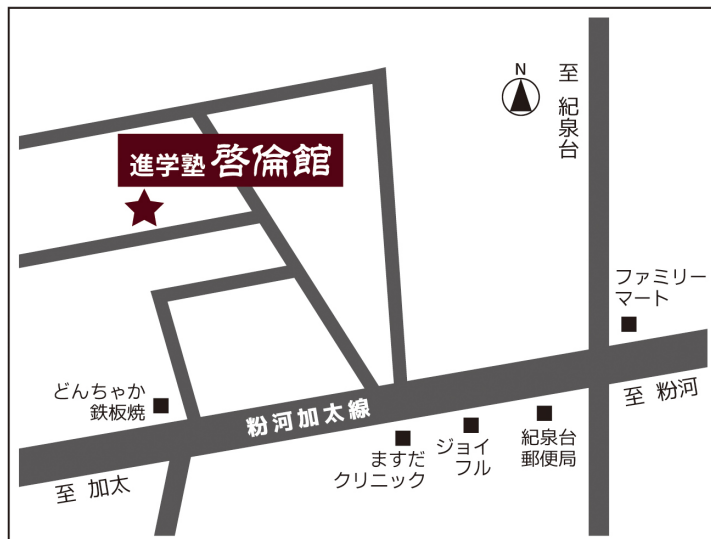 N
至 紀泉台
進学塾 啓倫館
ファミリー
マート
どんちゃか
鉄板焼
粉河加太線
至 粉河
至 加太
ますだ
クリニック
ジョイ
フル
紀泉台
郵便局